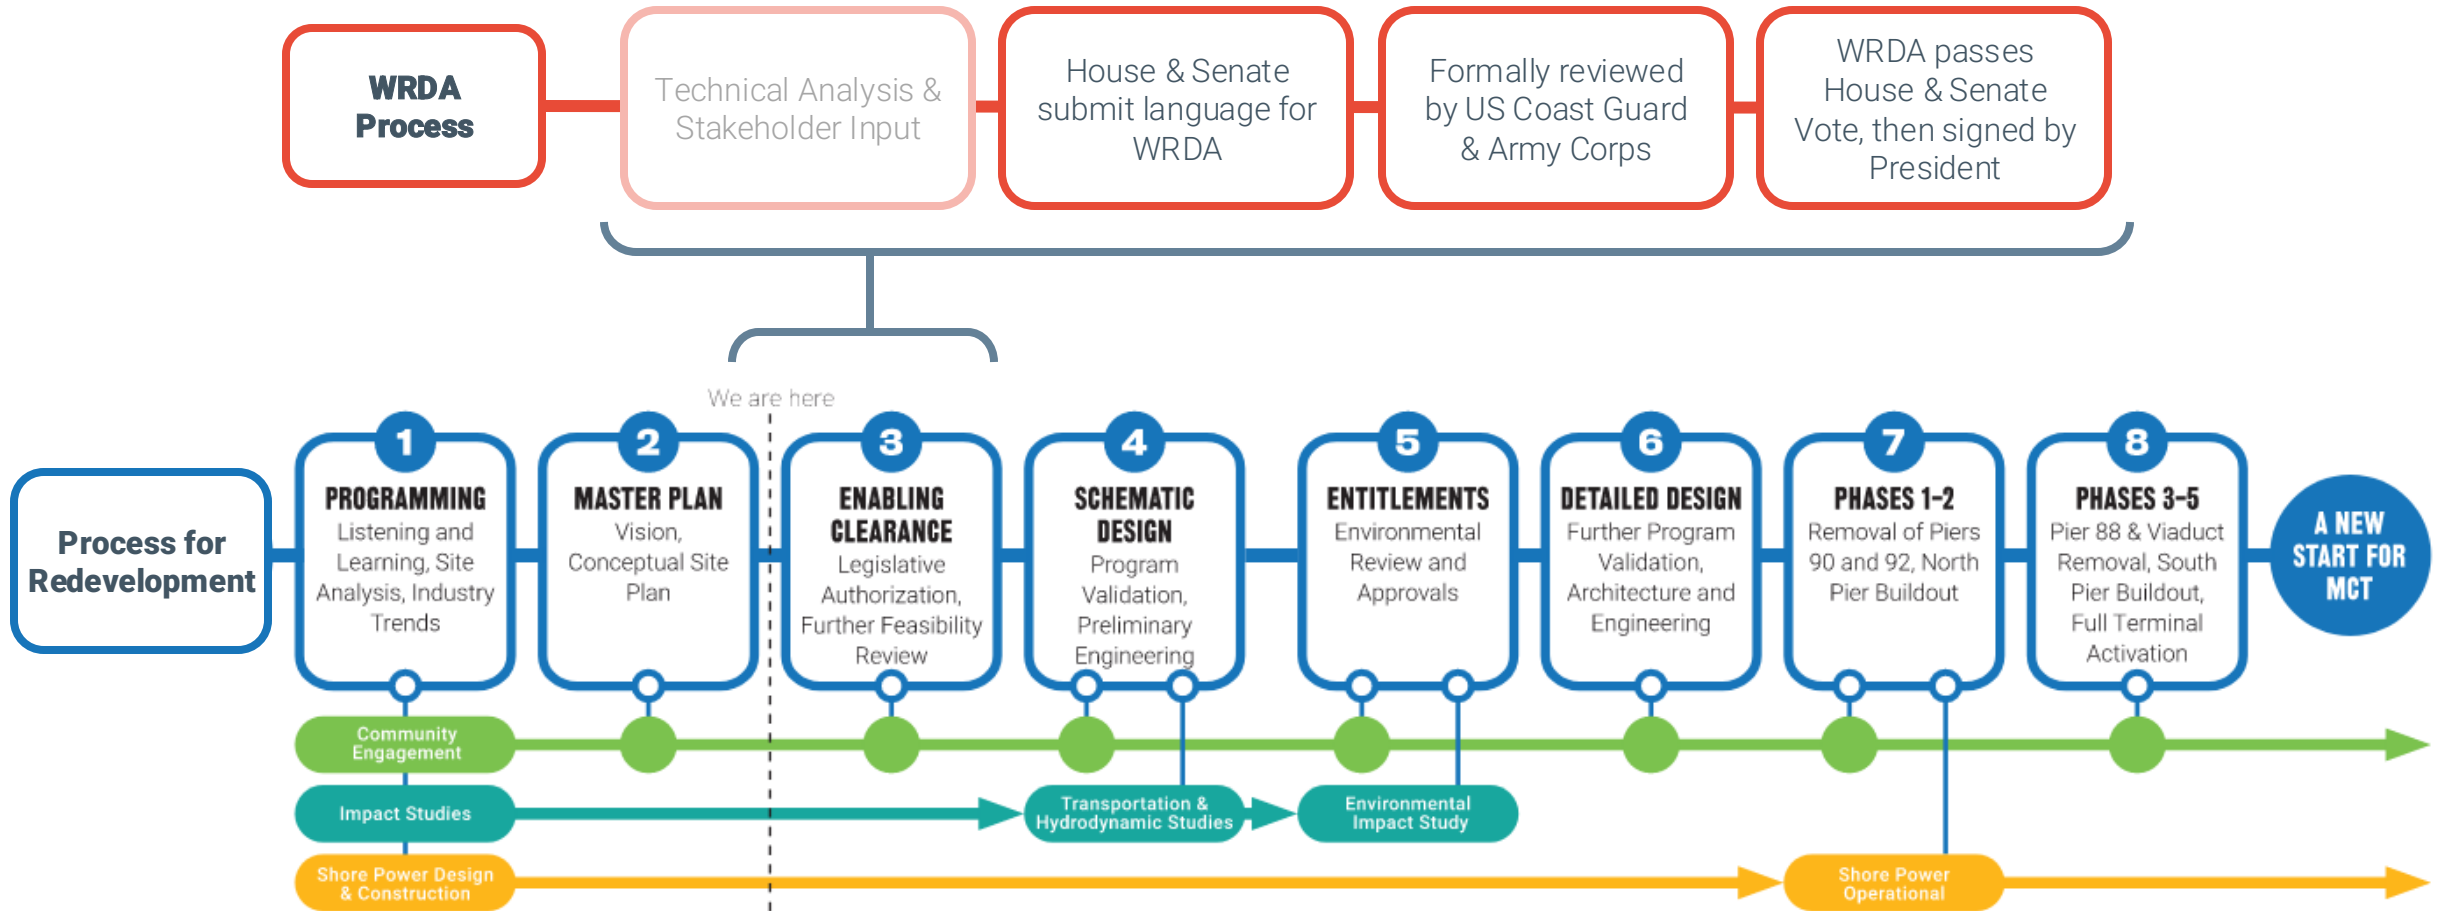 WRDA
Process
Technical Analysis &
Stakeholder Input
House & Senate
submit language for
WRDA
Formally reviewed
by US Coast Guard
& Army Corps
WRDA passes
House & Senate
Vote, then signed by
President
We are here
Process for
Redevelopment
1
PROGRAMMING
Listening and
Learning, Site
Analysis, Industry
Trends
2
MASTER PLAN
Vision,
Conceptual Site
Plan
3
ENABLING
CLEARANCE
Legislative
Authorization,
Further Feasibility
Review
4
SCHEMATIC
DESIGN
Program
Validation,
Preliminary
Engineering
5
ENTITLEMENTS
Environmental
Review and
Approvals
6
DETAILED DESIGN
Further Program
Validation,
Architecture and
Engineering
7
PHASES 1–2
Removal of Piers
90 and 92, North
Pier Buildout
8
PHASES 3–5
Pier 88 & Viaduct
Removal, South
Pier Buildout,
Full Terminal
Activation
A NEW
START FOR
MCT
Community
Engagement
Impact Studies
Transportation &
Hydrodynamic Studies
Environmental
Impact Study
Shore Power Design
& Construction
Shore Power
Operational